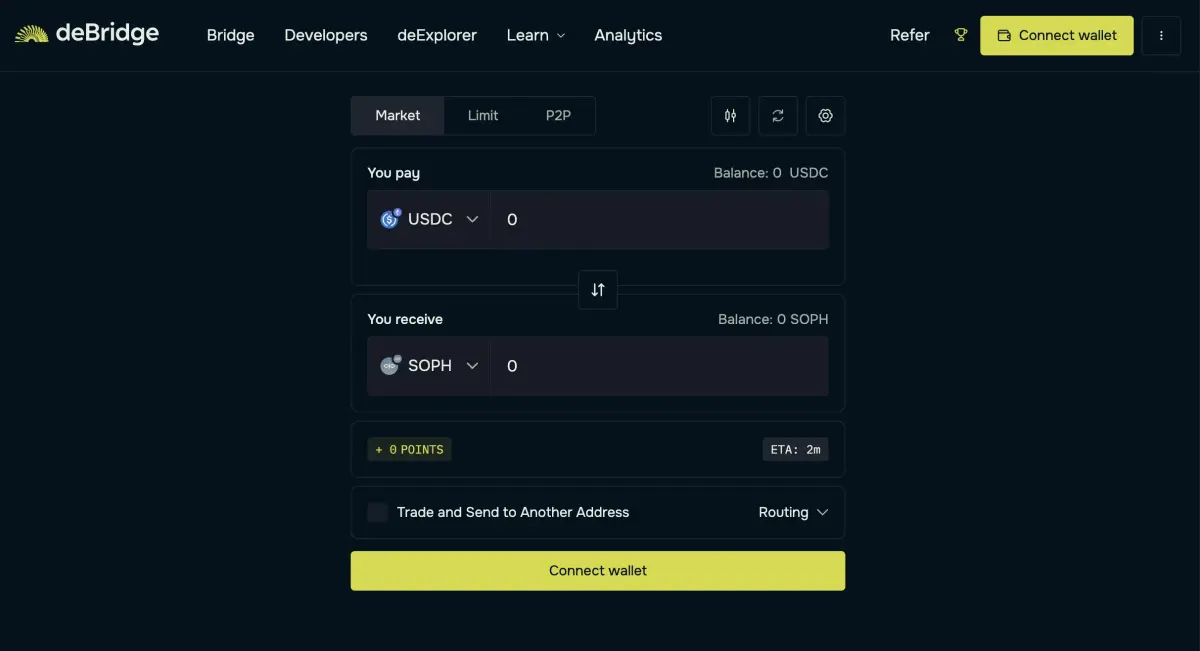 deBridge Bridge Developers deExplorer Learn Analytics Refer Connect wallet
Market Limit P2P
You pay Balance: 0 USDC
USDC 0
You receive Balance: 0 SOPH
SOPH 0
+ 0 POINTS ETA: 2m
Trade and Send to Another Address Routing
Connect wallet